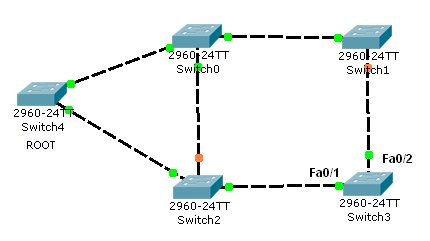 2960-24TT
Switch0
2960-24TT
Switch1
2960-24TT
Switch4
ROOT
Fa0/2
Fa0/1
2960-24TT
Switch2
2960-24TT
Switch3